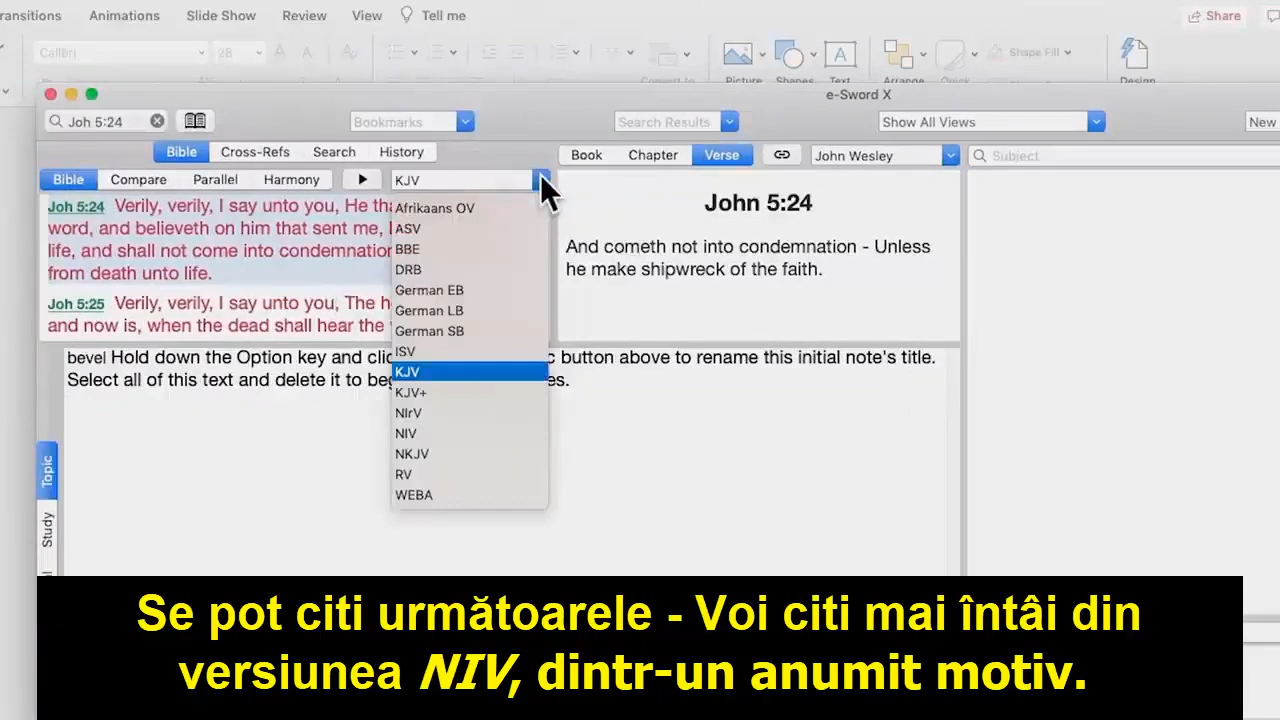 ransitions Animations Slide Show Review View Tell me Share
Calibri 28 Picture Shapes Text Arrange Shape Fill Design
e-Sword X
Joh 5:24 Bookmarks Search Results Show All Views New
Bible Cross-Refs Search History Book Chapter Verse John Wesley Subject
Bible Compare Parallel Harmony KJV
Joh 5:24 Verily, verily, I say unto you, He th
word, and believeth on him that sent me,
life, and shall not come into condemnation
from death unto life.
Joh 5:25 Verily, verily, I say unto you, The h
and now is, when the dead shall hear the
Afrikaans OV
ASV
BBE
DRB
German EB
German LB
German SB
ISV
KJV
KJV+
NIrV
NIV
NKJV
RV
WEBA
John 5:24
And cometh not into condemnation - Unless
he make shipwreck of the faith.
bevel Hold down the Option key and clic c button above to rename this initial note's title.
Select all of this text and delete it to be es.
Topic
Study
Se pot citi următoarele - Voi citi mai întâi din
versiunea NIV, dintr-un anumit motiv.